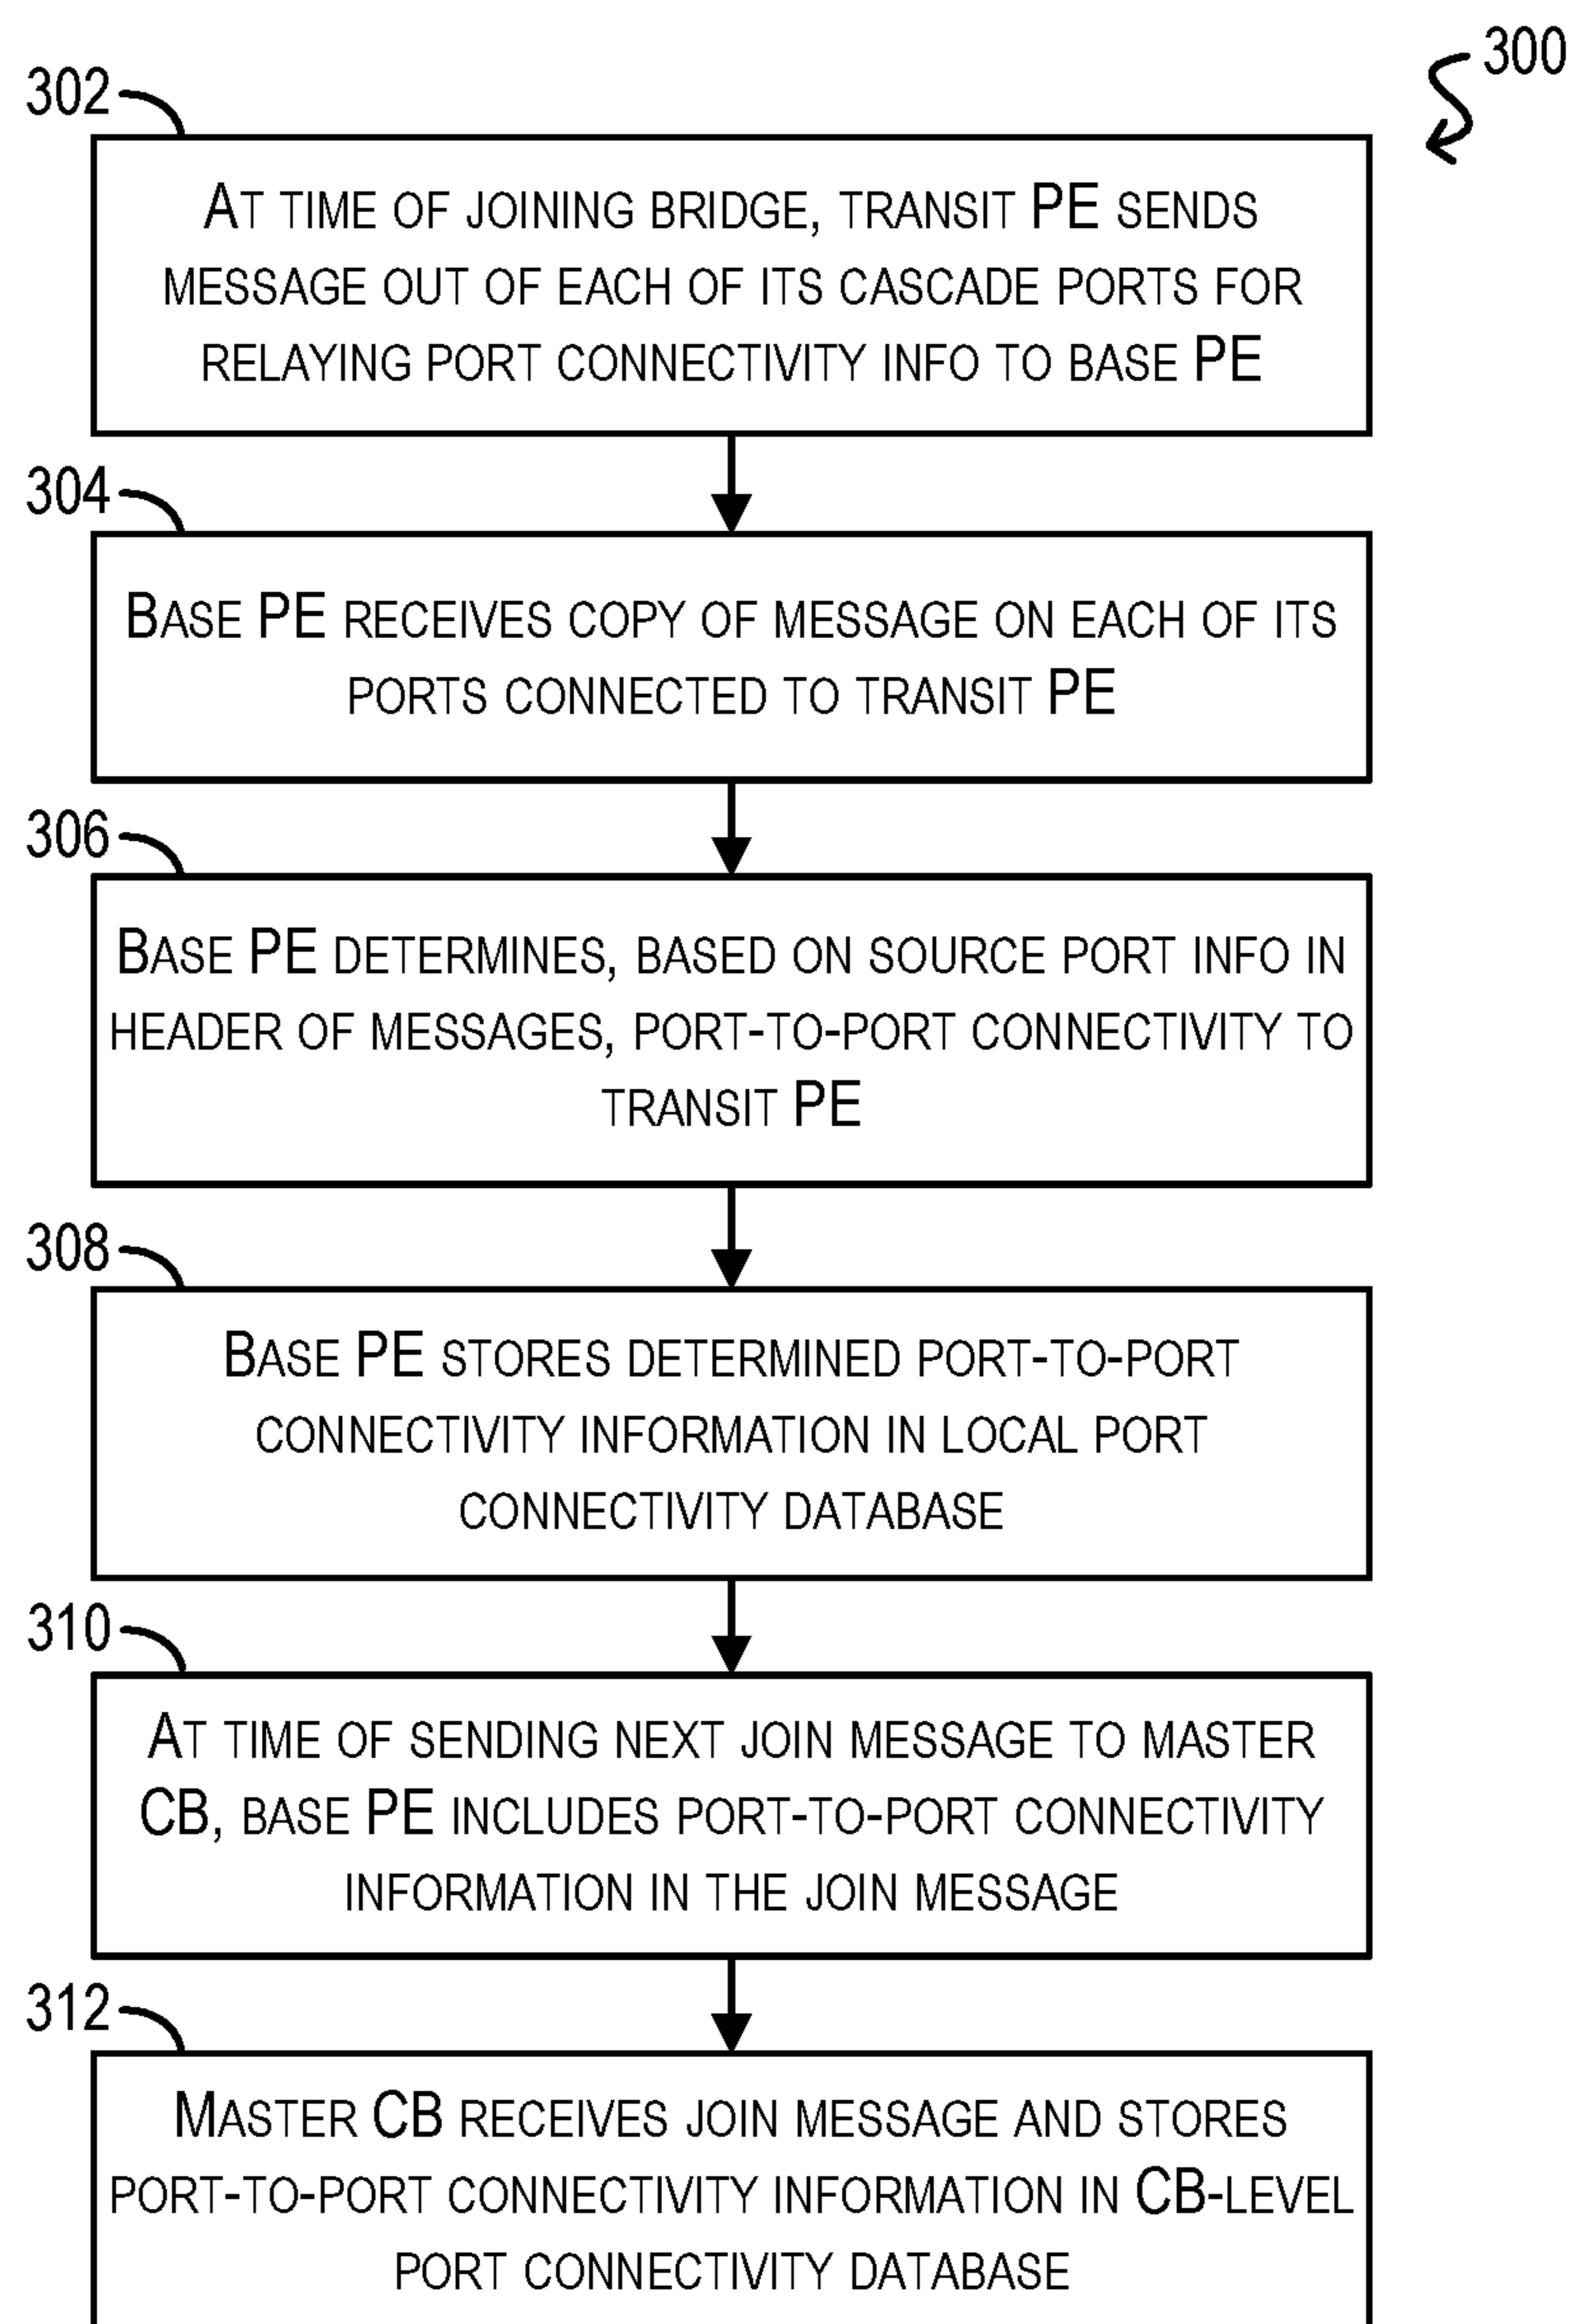 300
302
At time of joining bridge, transit PE sends
message out of each of its cascade ports for
relaying port connectivity info to base PE
304
Base PE receives copy of message on each of its
ports connected to transit PE
306
Base PE determines, based on source port info in
header of messages, port-to-port connectivity to
transit PE
308
Base PE stores determined port-to-port
connectivity information in local port
connectivity database
310
At time of sending next join message to master
CB, base PE includes port-to-port connectivity
information in the join message
312
Master CB receives join message and stores
port-to-port connectivity information in CB-level
port connectivity database